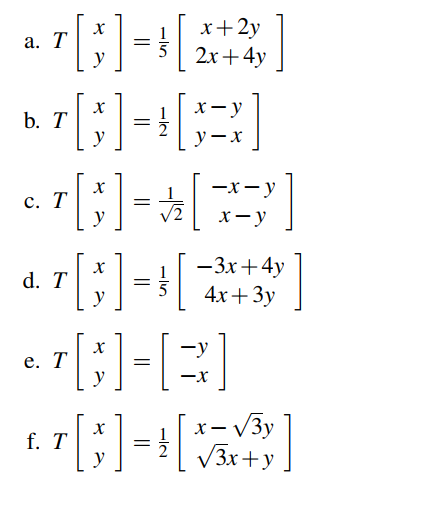 a. T [ x y ] = 1/5 [ x+2y 2x+4y ]
b. T [ x y ] = 1/2 [ x−y y−x ]
c. T [ x y ] = 1/√2 [ −x−y x−y ]
d. T [ x y ] = 1/5 [ −3x+4y 4x+3y ]
e. T [ x y ] = [ −y −x ]
f. T [ x y ] = 1/2 [ x−√3y √3x+y ]